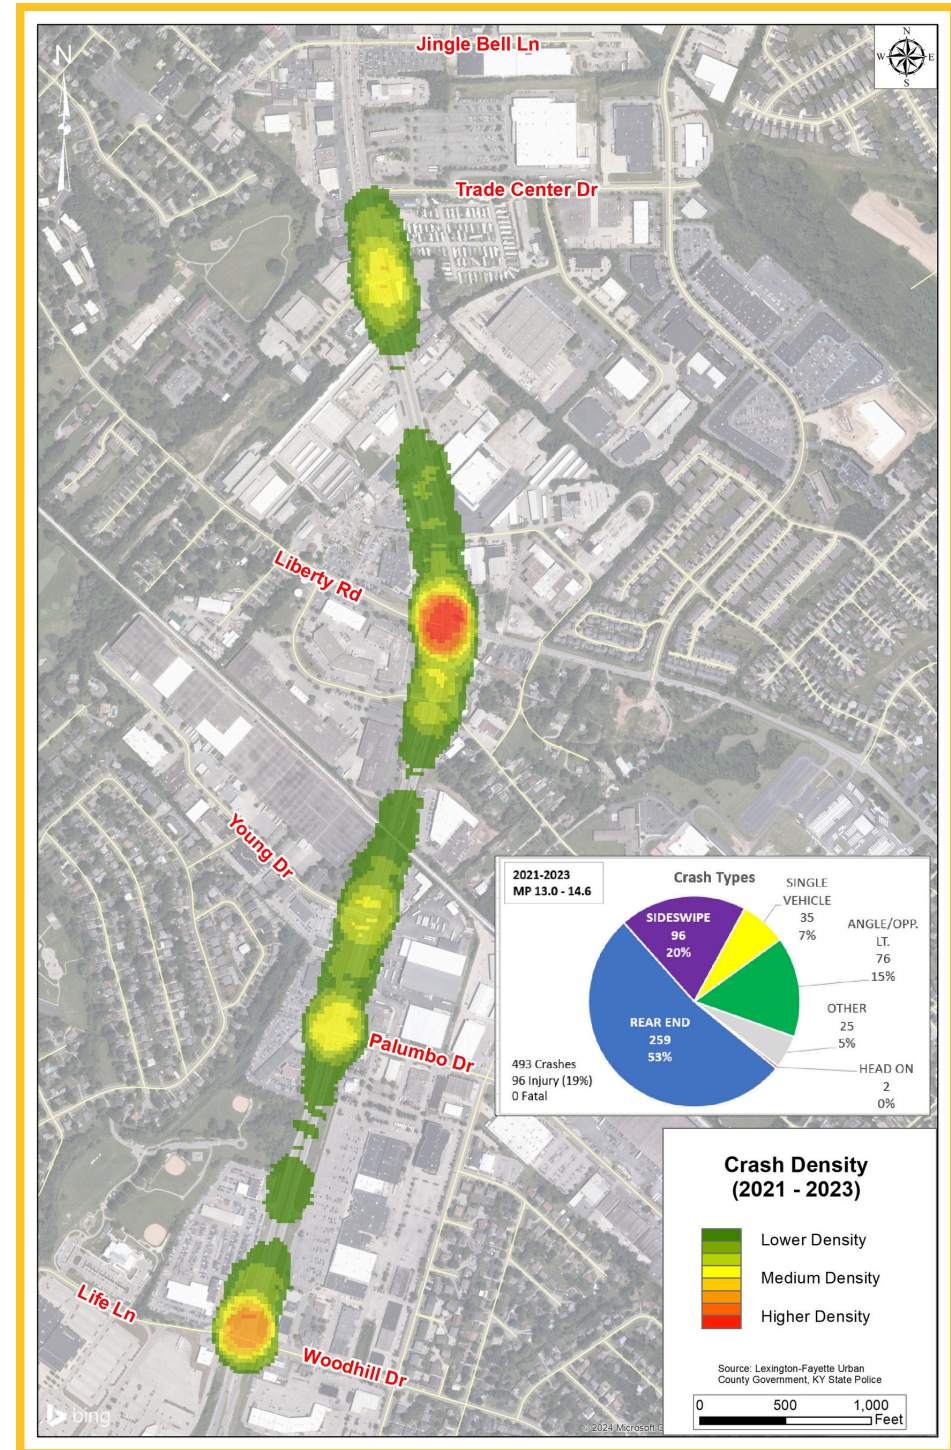 Jingle Bell Ln
N
N
W
E
S
Trade Center Dr
Liberty Rd
Young Dr
2021-2023
MP 13.0 - 14.6
Crash Types
SIDESWIPE
96
20%
SINGLE
VEHICLE
35
7%
ANGLE/OPP.
LT.
76
15%
OTHER
25
5%
REAR END
259
53%
HEAD ON
2
0%
493 Crashes
96 Injury (19%)
0 Fatal
Palumbo Dr
Crash Density
(2021 - 2023)
Lower Density
Medium Density
Higher Density
Life Ln
Woodhill Dr
Source: Lexington-Fayette Urban
County Government, KY State Police
0 500 1,000
Feet
bing
© 2024 Microsoft C